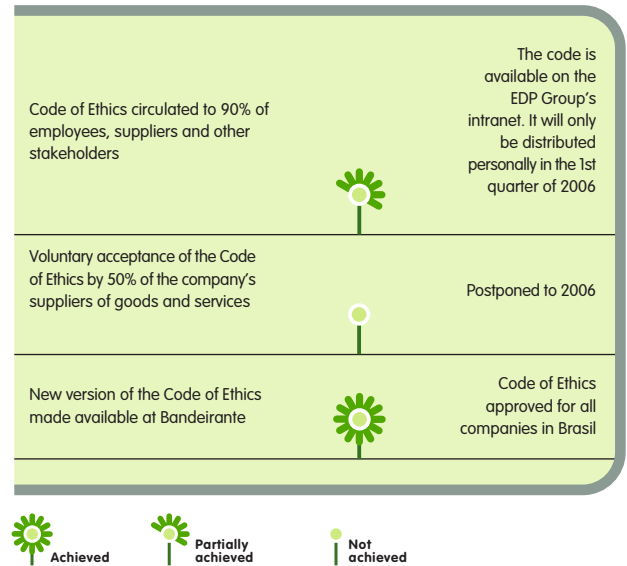 Code of Ethics circulated to 90% of
employees, suppliers and other
stakeholders
The code is
available on the
EDP Group's
intranet. It will only
be distributed
personally in the 1st
quarter of 2006
Voluntary acceptance of the Code
of Ethics by 50% of the company's
suppliers of goods and services
Postponed to 2006
New version of the Code of Ethics
made available at Bandeirante
Code of Ethics
approved for all
companies in Brasil
Achieved
Partially
achieved
Not
achieved